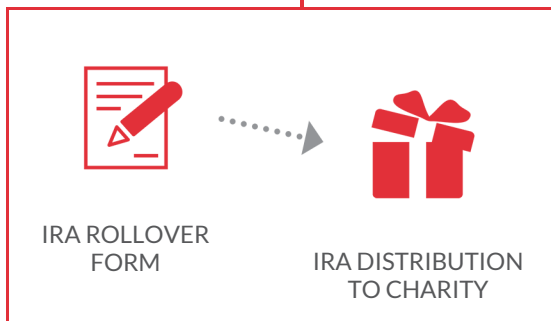 IRA ROLLOVER
FORM
IRA DISTRIBUTION
TO CHARITY